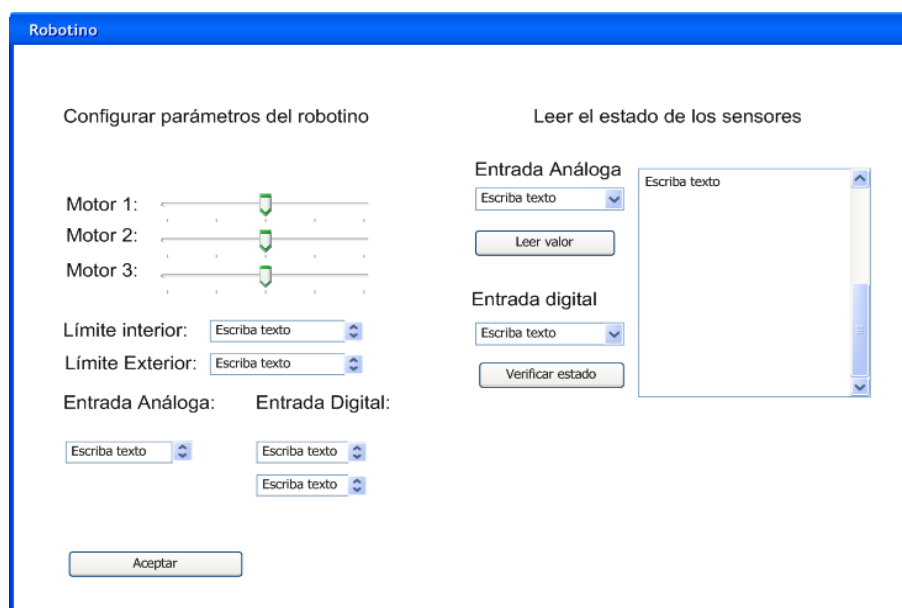 Robotino
Configurar parámetros del robotino
Motor 1:
Motor 2:
Motor 3:
Límite interior: Escriba texto
Límite Exterior: Escriba texto
Entrada Análoga: Entrada Digital:
Escriba texto Escriba texto
Escriba texto
Aceptar
Leer el estado de los sensores
Entrada Análoga
Escriba texto
Leer valor
Entrada digital
Escriba texto
Verificar estado
Escriba texto